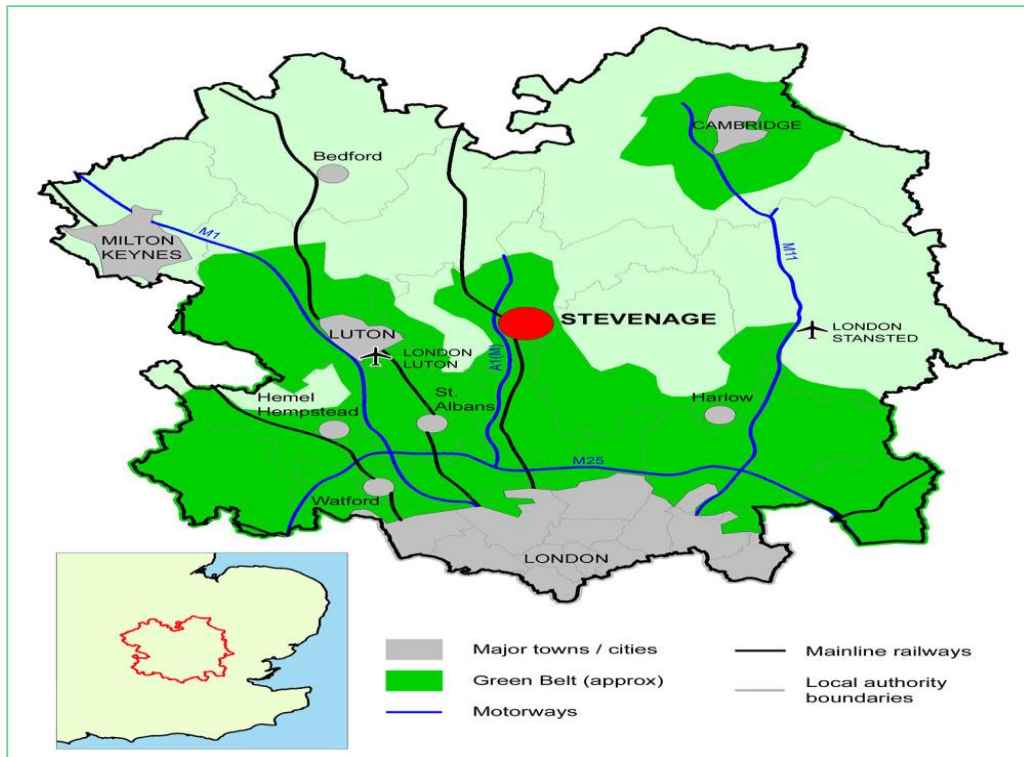 CAMBRIDGE
Bedford
MILTON
KEYNES
M1
M11
STEVENAGE
LUTON
LONDON
LUTON
A1(M)
LONDON
STANSTED
Hemel
Hempstead
St.
Albans
Harlow
M25
Watford
LONDON
Major towns / cities
Green Belt (approx)
Motorways
Mainline railways
Local authority
boundaries